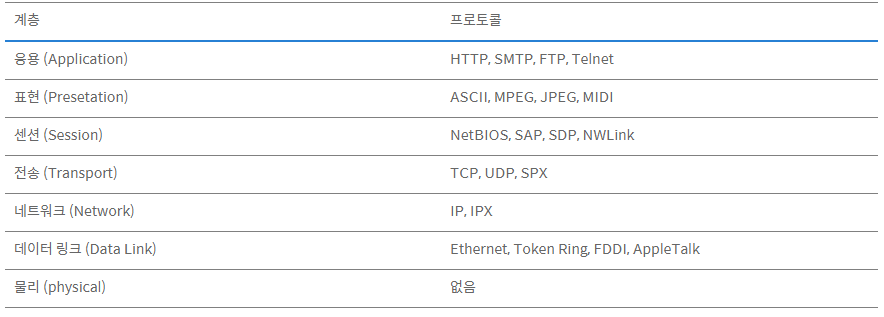 계층 프로토콜
응용 (Application) HTTP, SMTP, FTP, Telnet
표현 (Presetation) ASCII, MPEG, JPEG, MIDI
센션 (Session) NetBIOS, SAP, SDP, NWLink
전송 (Transport) TCP, UDP, SPX
네트워크 (Network) IP, IPX
데이터 링크 (Data Link) Ethernet, Token Ring, FDDI, AppleTalk
물리 (physical) 없음